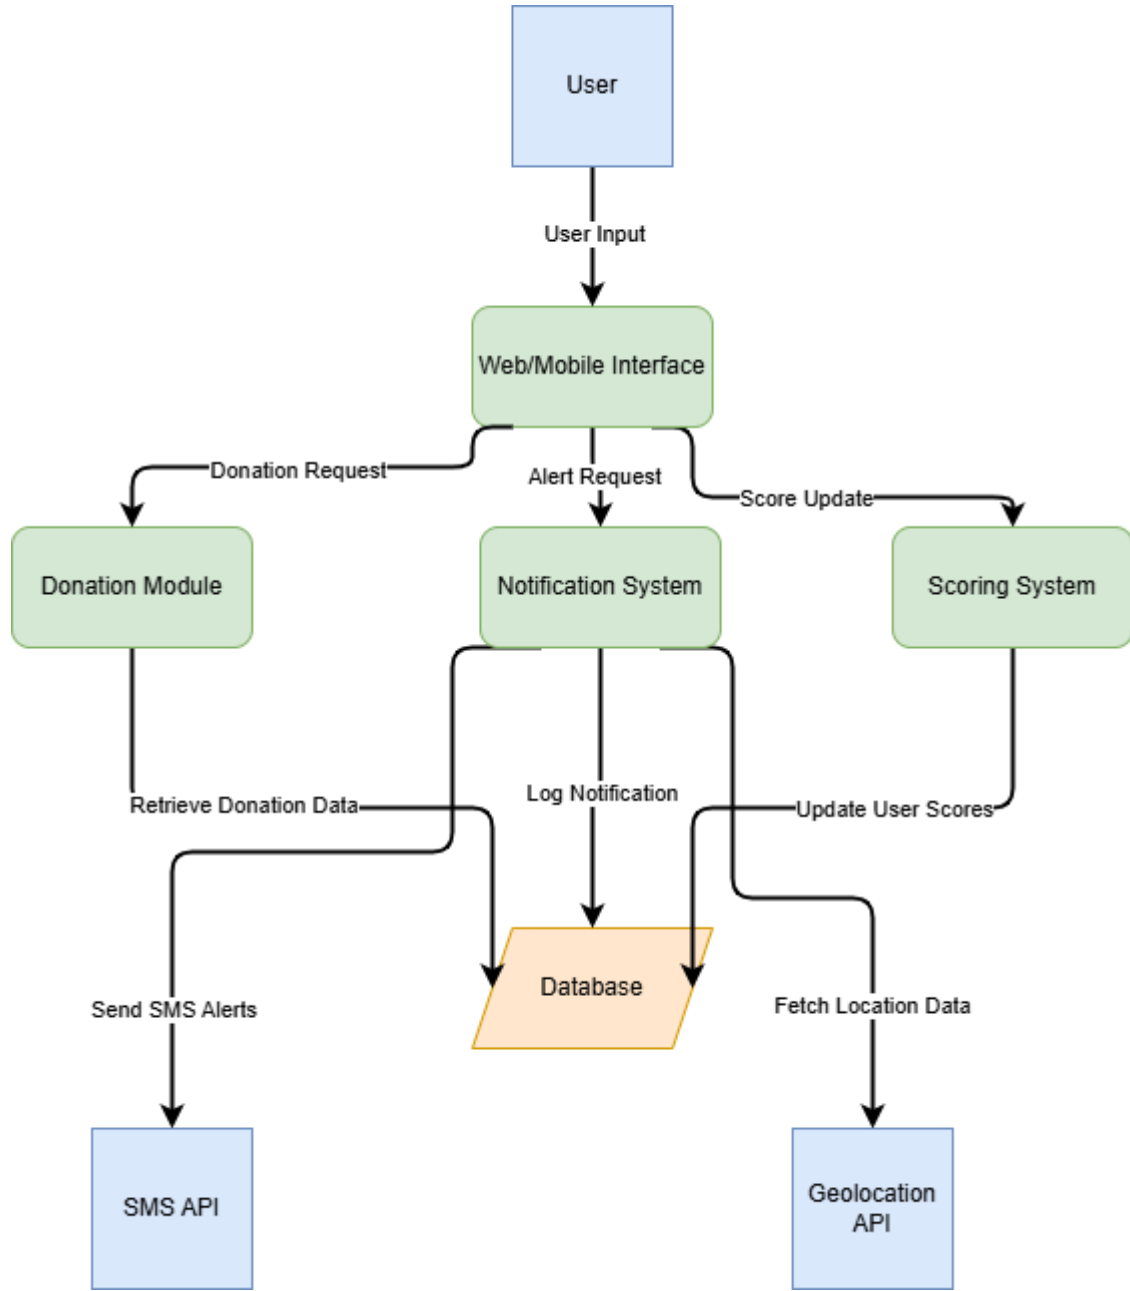 User
User Input
Web/Mobile Interface
Donation Request
Alert Request
Score Update
Donation Module
Notification System
Scoring System
Retrieve Donation Data
Log Notification
Update User Scores
Database
Send SMS Alerts
Fetch Location Data
SMS API
Geolocation
API